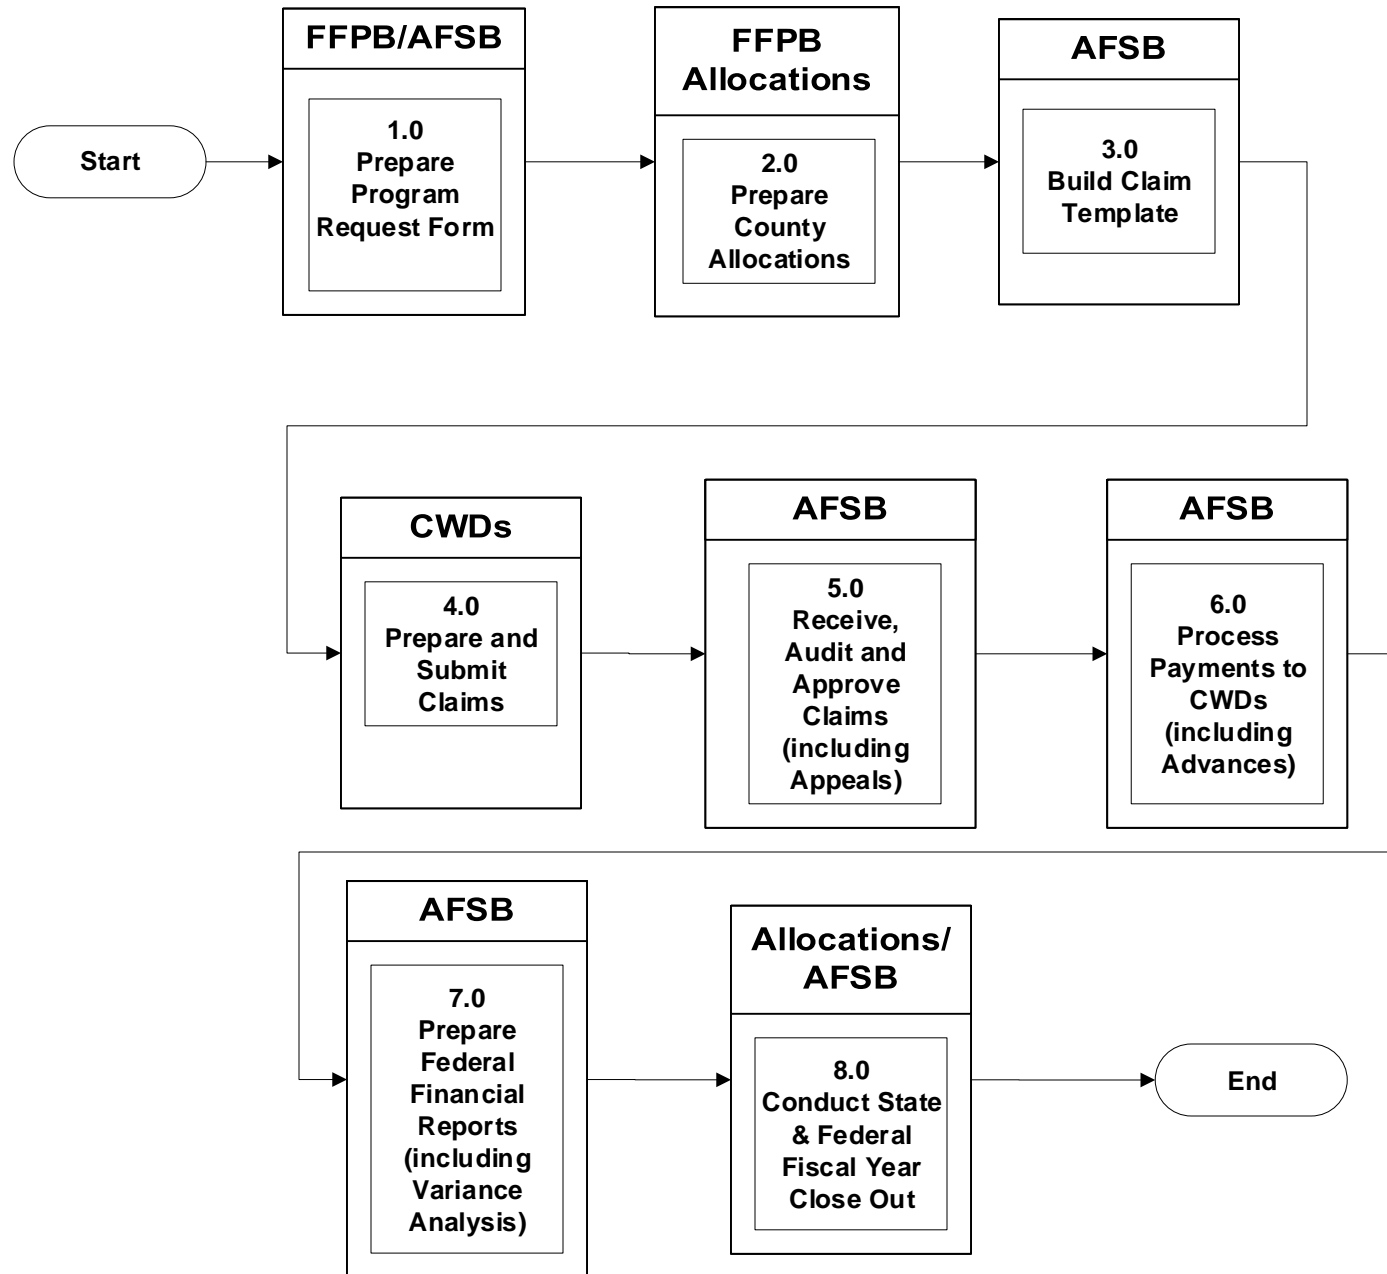 Start
FFPB/AFSB
1.0
Prepare
Program
Request Form
FFPB
Allocations
2.0
Prepare
County
Allocations
AFSB
3.0
Build Claim
Template
CWDs
4.0
Prepare and
Submit
Claims
AFSB
5.0
Receive,
Audit and
Approve
Claims
(including
Appeals)
AFSB
6.0
Process
Payments to
CWDs
(including
Advances)
AFSB
7.0
Prepare
Federal
Financial
Reports
(including
Variance
Analysis)
Allocations/
AFSB
8.0
Conduct State
& Federal
Fiscal Year
Close Out
End